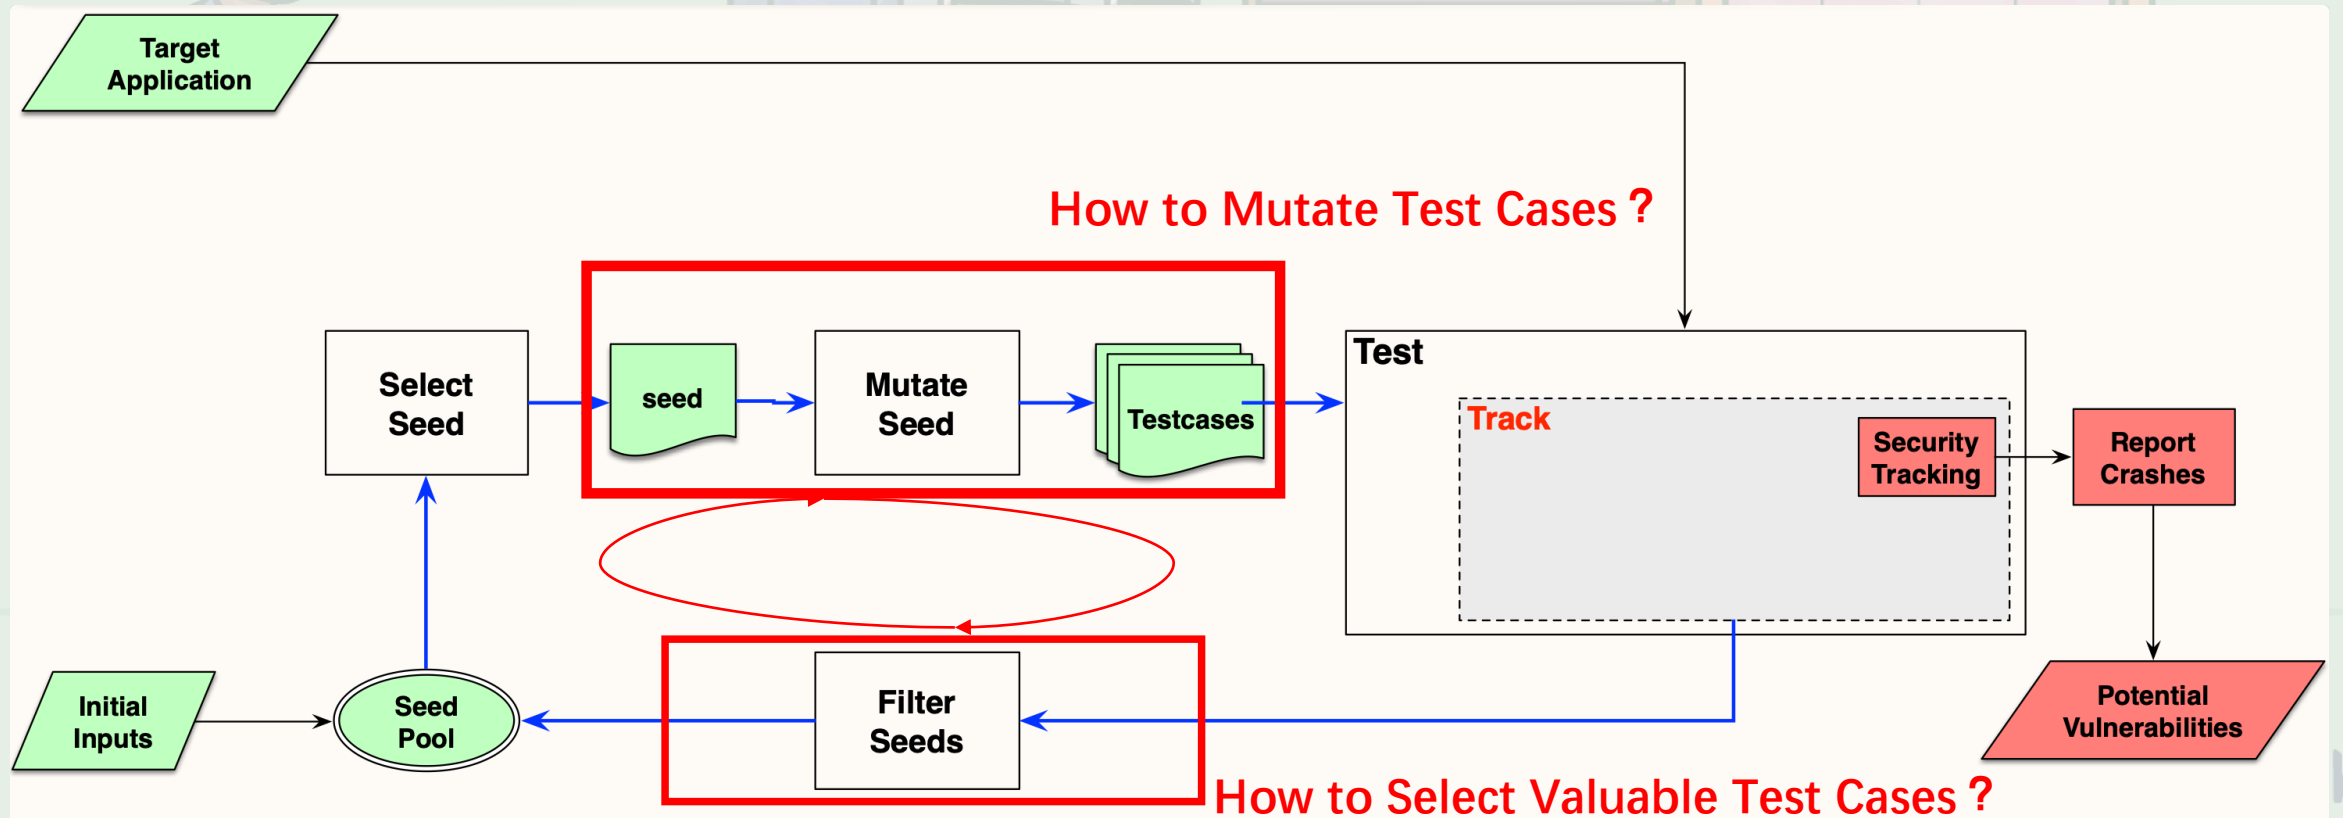 Target
Application
How to Mutate Test Cases？
Select
Seed
seed
Mutate
Seed
Testcases
Test
Track
Security
Tracking
Report
Crashes
Initial
Inputs
Seed
Pool
Filter
Seeds
Potential
Vulnerabilities
How to Select Valuable Test Cases？